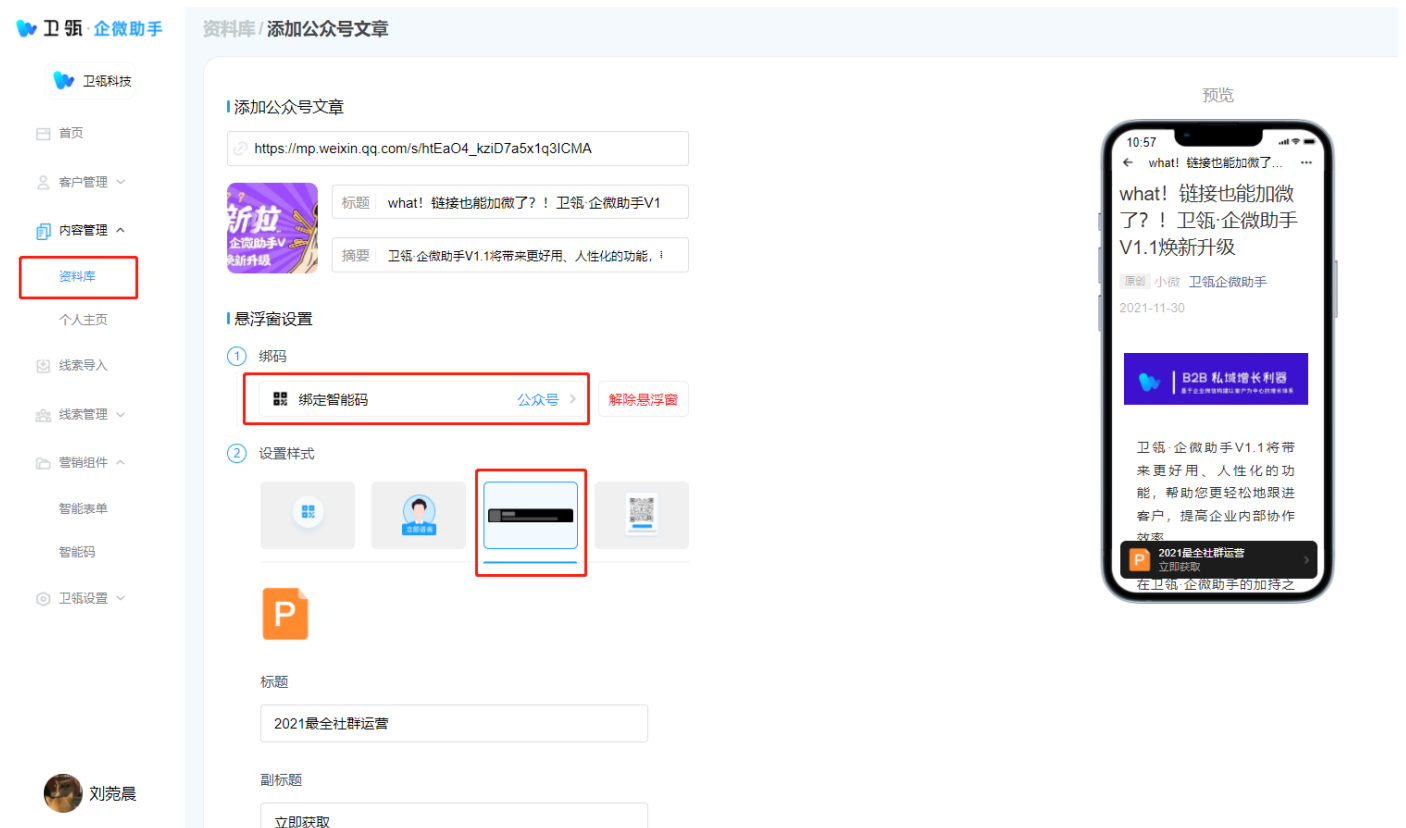 卫瓴·企微助手
卫瓴科技
首页
客户管理
内容管理
资料库
个人主页
线索导入
线索管理
营销组件
智能表单
智能码
卫瓴设置
刘菀晨
资料库 / 添加公众号文章
添加公众号文章
https://mp.weixin.qq.com/s/htEaO4_kziD7a5x1q3ICMA
新垃
企微助手V
焕新升级
标题 what！链接也能加微了？！卫瓴·企微助手V1
摘要 卫瓴·企微助手V1.1将带来更好用、人性化的功能，
悬浮窗设置
1 绑码
绑定智能码 公众号
解除悬浮窗
2 设置样式
立即咨询
P
标题
2021最全社群运营
副标题
立即获取
预览
10:57
what！链接也能加微了...
what！链接也能加微
了？！卫瓴·企微助手
V1.1焕新升级
原创 小微 卫瓴企微助手
2021-11-30
B2B 私域增长利器
卫瓴·企微助手V1.1将带
来更好用、人性化的功
能，帮助您更轻松地跟进
客户，提高企业内部协作
效率
P
2021最全社群运营
立即获取
在卫瓴·企微助手的加持之